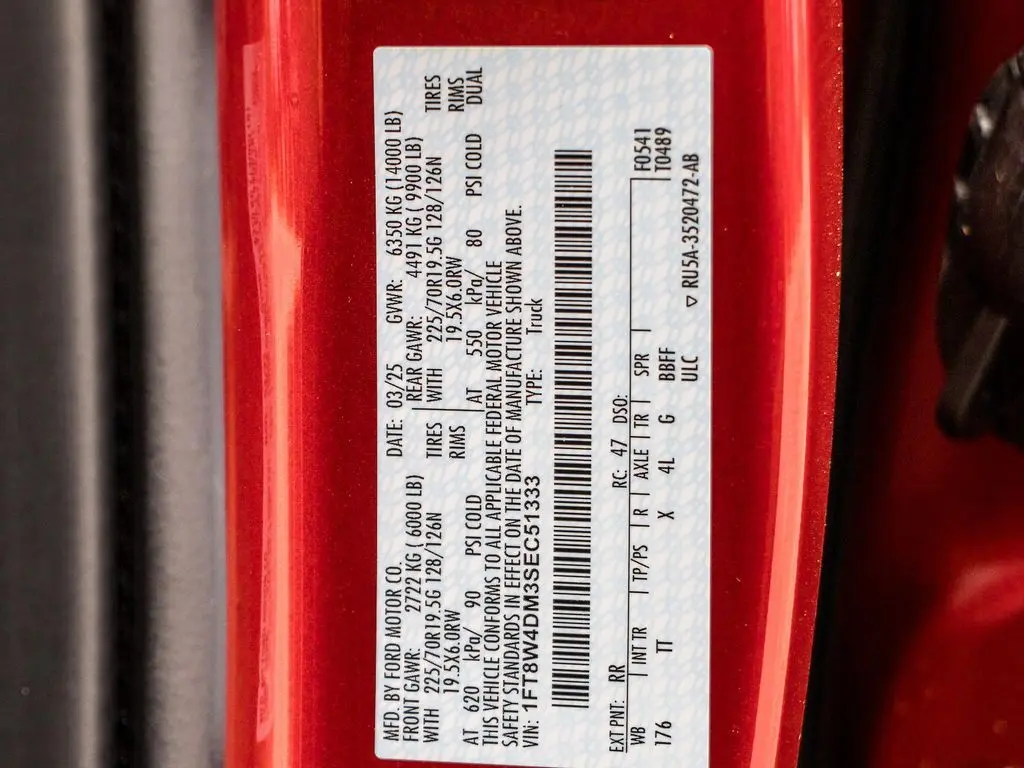 MFD. BY FORD MOTOR CO. DATE: 03/25 GVWR: 6350 KG (14000 LB)
FRONT GAWR: 2722 KG ( 6000 LB) REAR GAWR: 4491 KG ( 9900 LB)
WITH 225/70R19.5G 128/126N TIRES WITH 225/70R19.5G 128/126N TIRES
19.5X6.0RW RIMS 19.5X6.0RW RIMS
AT 620 kPa/ 90 PSI COLD AT 550 kPa/ 80 PSI COLD DUAL
THIS VEHICLE CONFORMS TO ALL APPLICABLE FEDERAL MOTOR VEHICLE
SAFETY STANDARDS IN EFFECT ON THE DATE OF MANUFACTURE SHOWN ABOVE.
VIN: 1FT8W4DM3SEC51333 TYPE: Truck
EXT PNT: RR RC: 47 DSO: F0541
WB INT TR TP/PS R AXLE TR SPR T0489
176 TT X 4L G BBFF
ULC ▽ RU5A-3520472-AB